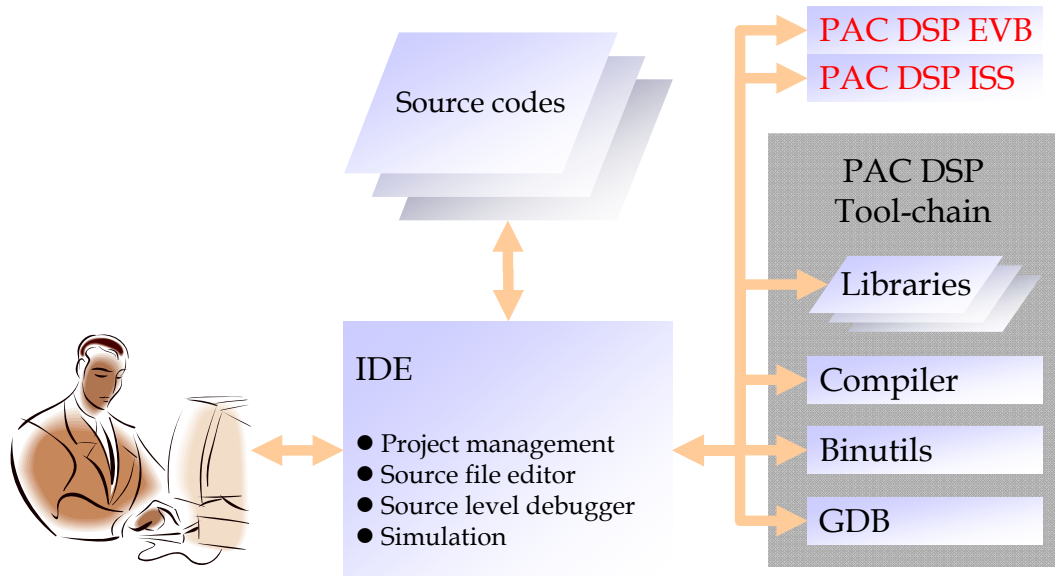 Source codes
IDE
● Project management
● Source file editor
● Source level debugger
● Simulation
PAC DSP EVB
PAC DSP ISS
PAC DSP
Tool-chain
Libraries
Compiler
Binutils
GDB